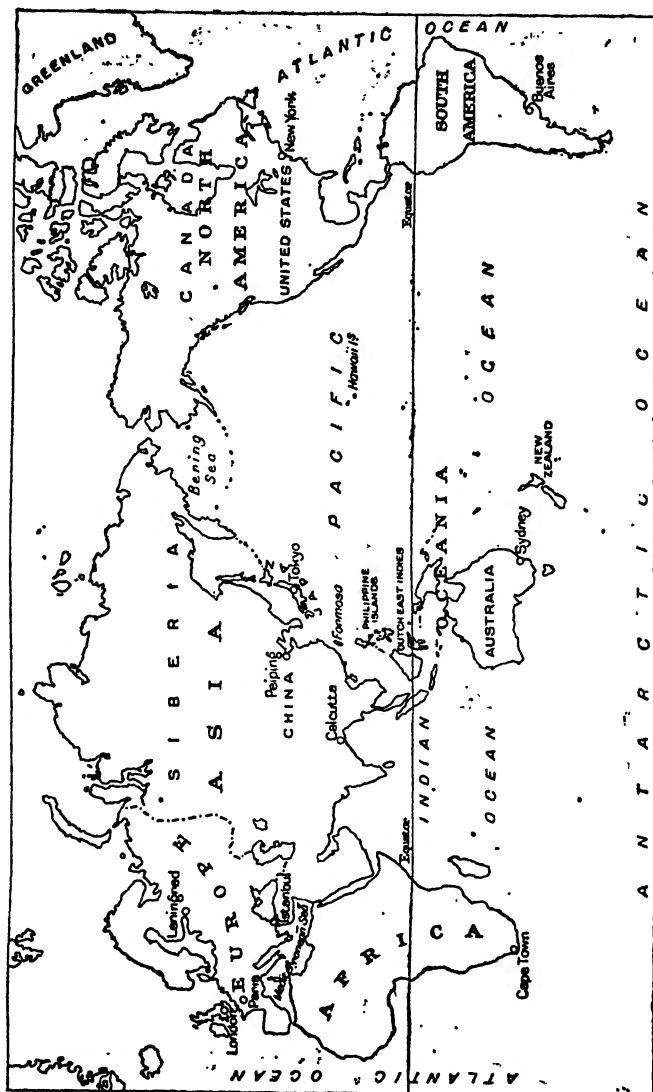 GREENLAND
ATLANTIC
OCEAN
CANADA
NORTH
AMERICA
UNITED STATES
New York
SOUTH
AMERICA
Buenos
Aires
Equator
Bering
Sea
PACIFIC
OCEAN
Hawaii Is
SIBERIA
ASIA
Peiping
CHINA
Tokyo
JAPAN
Formosa
PHILIPPINE
ISLANDS
DUTCH EAST INDIES
Calcutta
OCEANIA
AUSTRALIA
Sydney
NEW
ZEALAND
INDIAN
OCEAN
Equator
EUROPE
Leningrad
London
Paris
Istanbul
AFRICA
Cape Town
ATLANTIC OCEAN
ANTARCTIC OCEAN